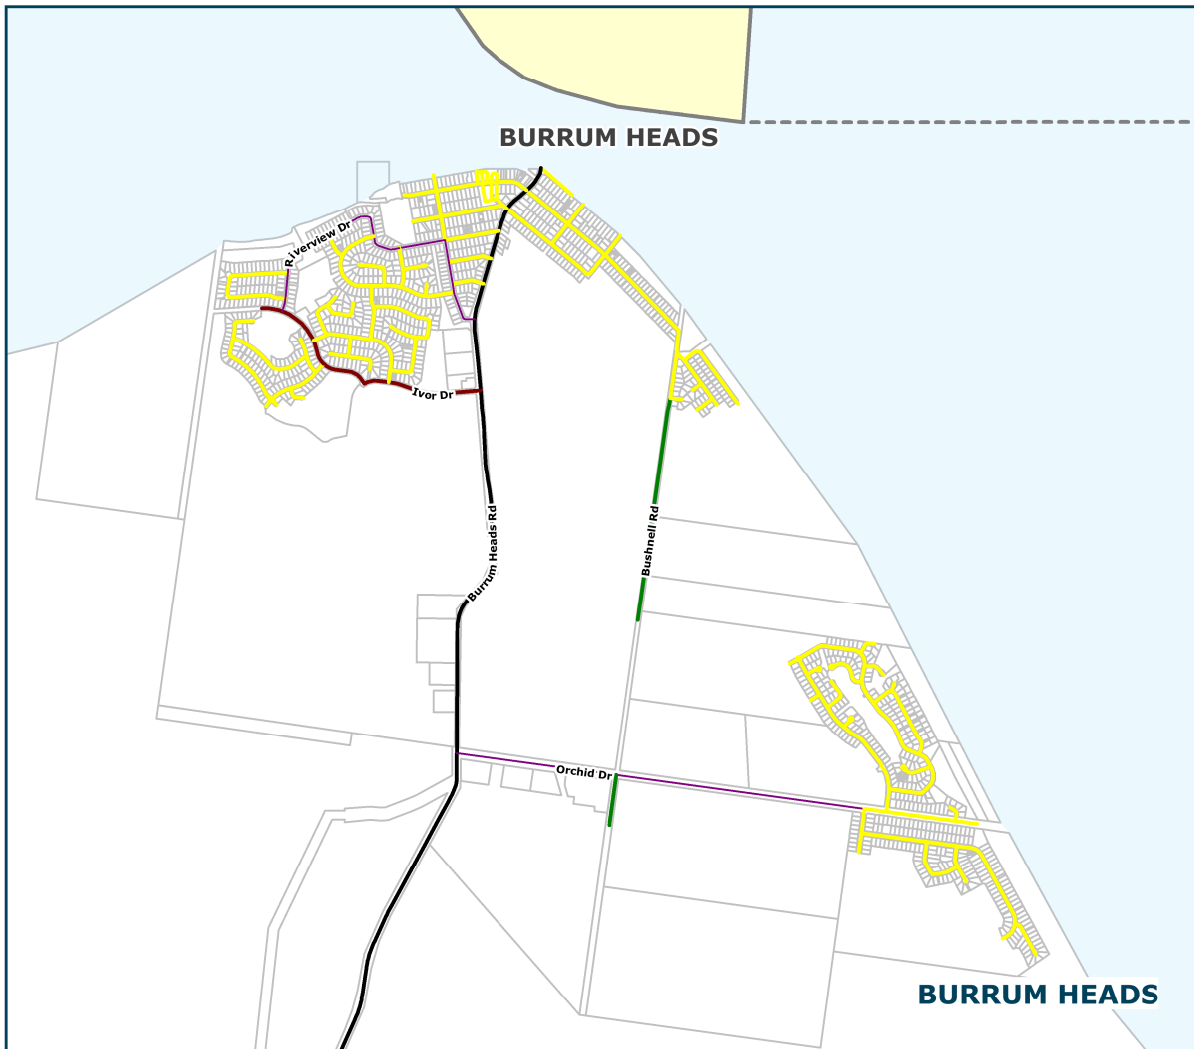 BURRUM HEADS
Riverview Dr
Ivor Dr
Burrum Heads Rd
Bushnell Rd
Orchid Dr
BURRUM HEADS